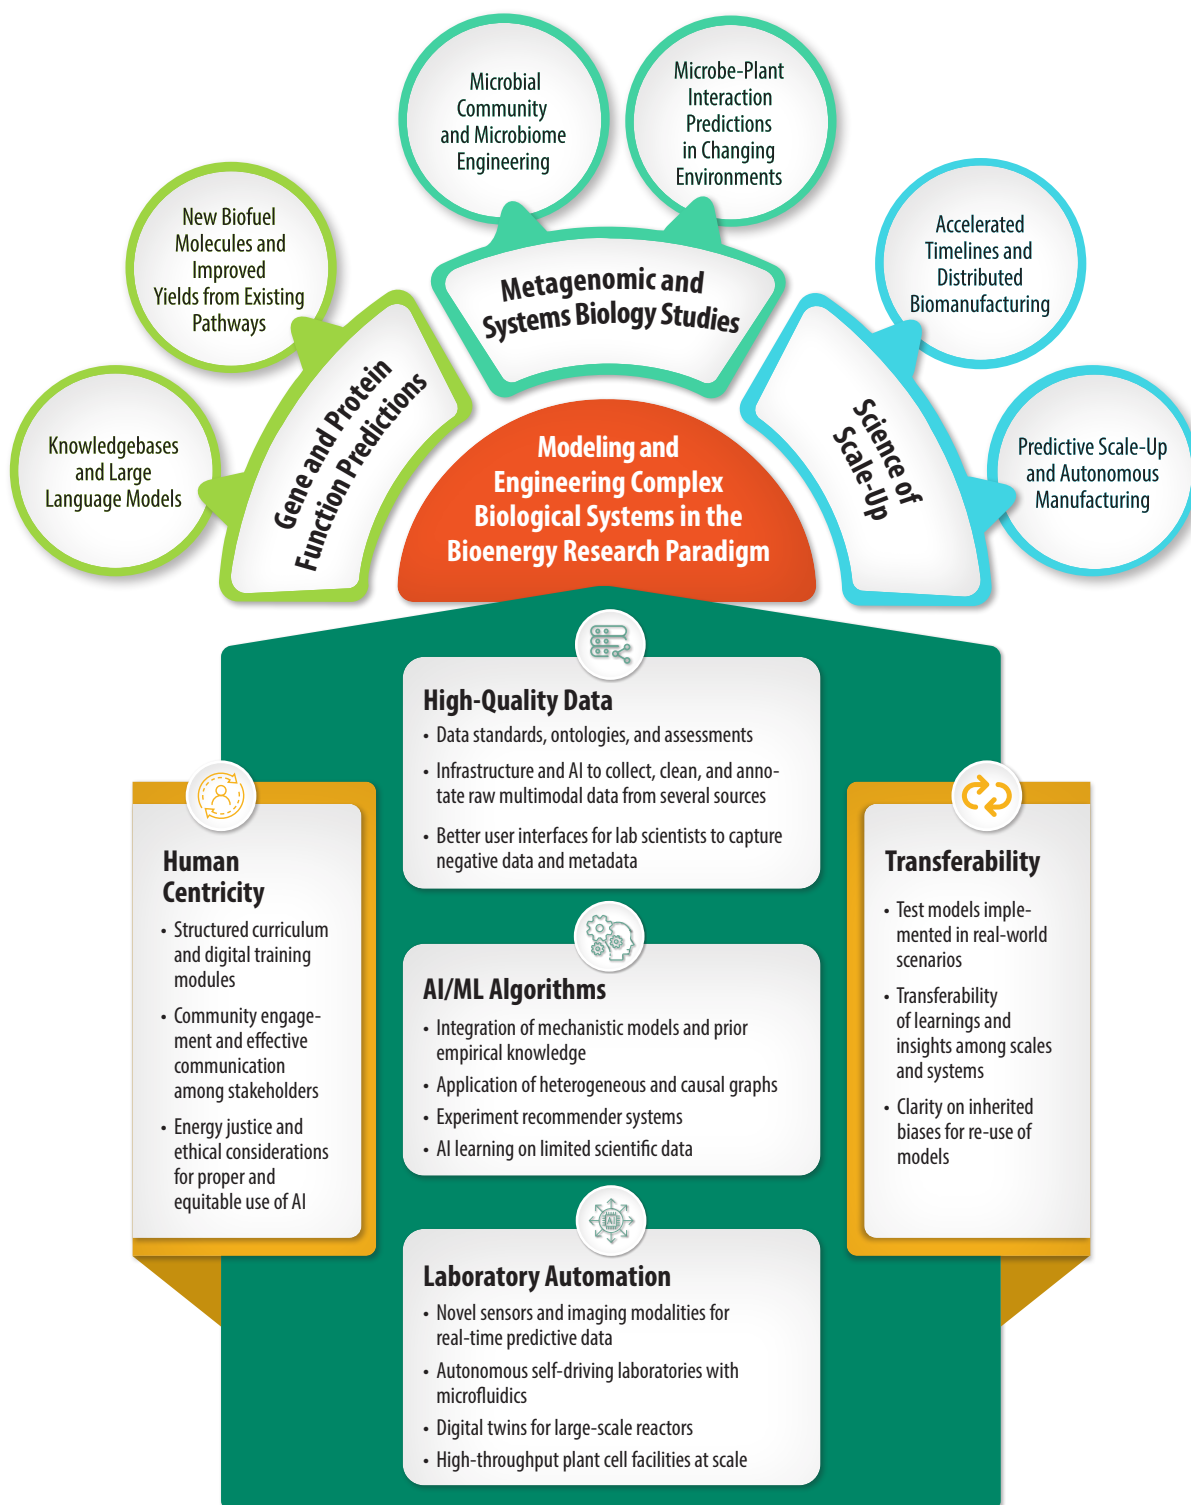 Microbial
Community
and Microbiome
Engineering
Microbe-Plant
Interaction
Predictions
in Changing
Environments
New Biofuel
Molecules and
Improved
Yields from Existing
Pathways
Accelerated
Timelines and
Distributed
Biomanufacturing
Knowledgebases
and Large
Language Models
Predictive Scale-Up
and Autonomous
Manufacturing
Gene and Protein
Function Predictions
Metagenomic and
Systems Biology Studies
Science of
Scale-Up
Modeling and
Engineering Complex
Biological Systems in the
Bioenergy Research Paradigm
High-Quality Data
• Data standards, ontologies, and assessments
• Infrastructure and AI to collect, clean, and anno-
tate raw multimodal data from several sources
• Better user interfaces for lab scientists to capture
negative data and metadata
Human
Centricity
• Structured curriculum
and digital training
modules
• Community engage-
ment and effective
communication
among stakeholders
• Energy justice and
ethical considerations
for proper and
equitable use of AI
AI/ML Algorithms
• Integration of mechanistic models and prior
empirical knowledge
• Application of heterogeneous and causal graphs
• Experiment recommender systems
• AI learning on limited scientific data
Transferability
• Test models imple-
mented in real-world
scenarios
• Transferability
of learnings and
insights among scales
and systems
• Clarity on inherited
biases for re-use of
models
AI
Laboratory Automation
• Novel sensors and imaging modalities for
real-time predictive data
• Autonomous self-driving laboratories with
microfluidics
• Digital twins for large-scale reactors
• High-throughput plant cell facilities at scale